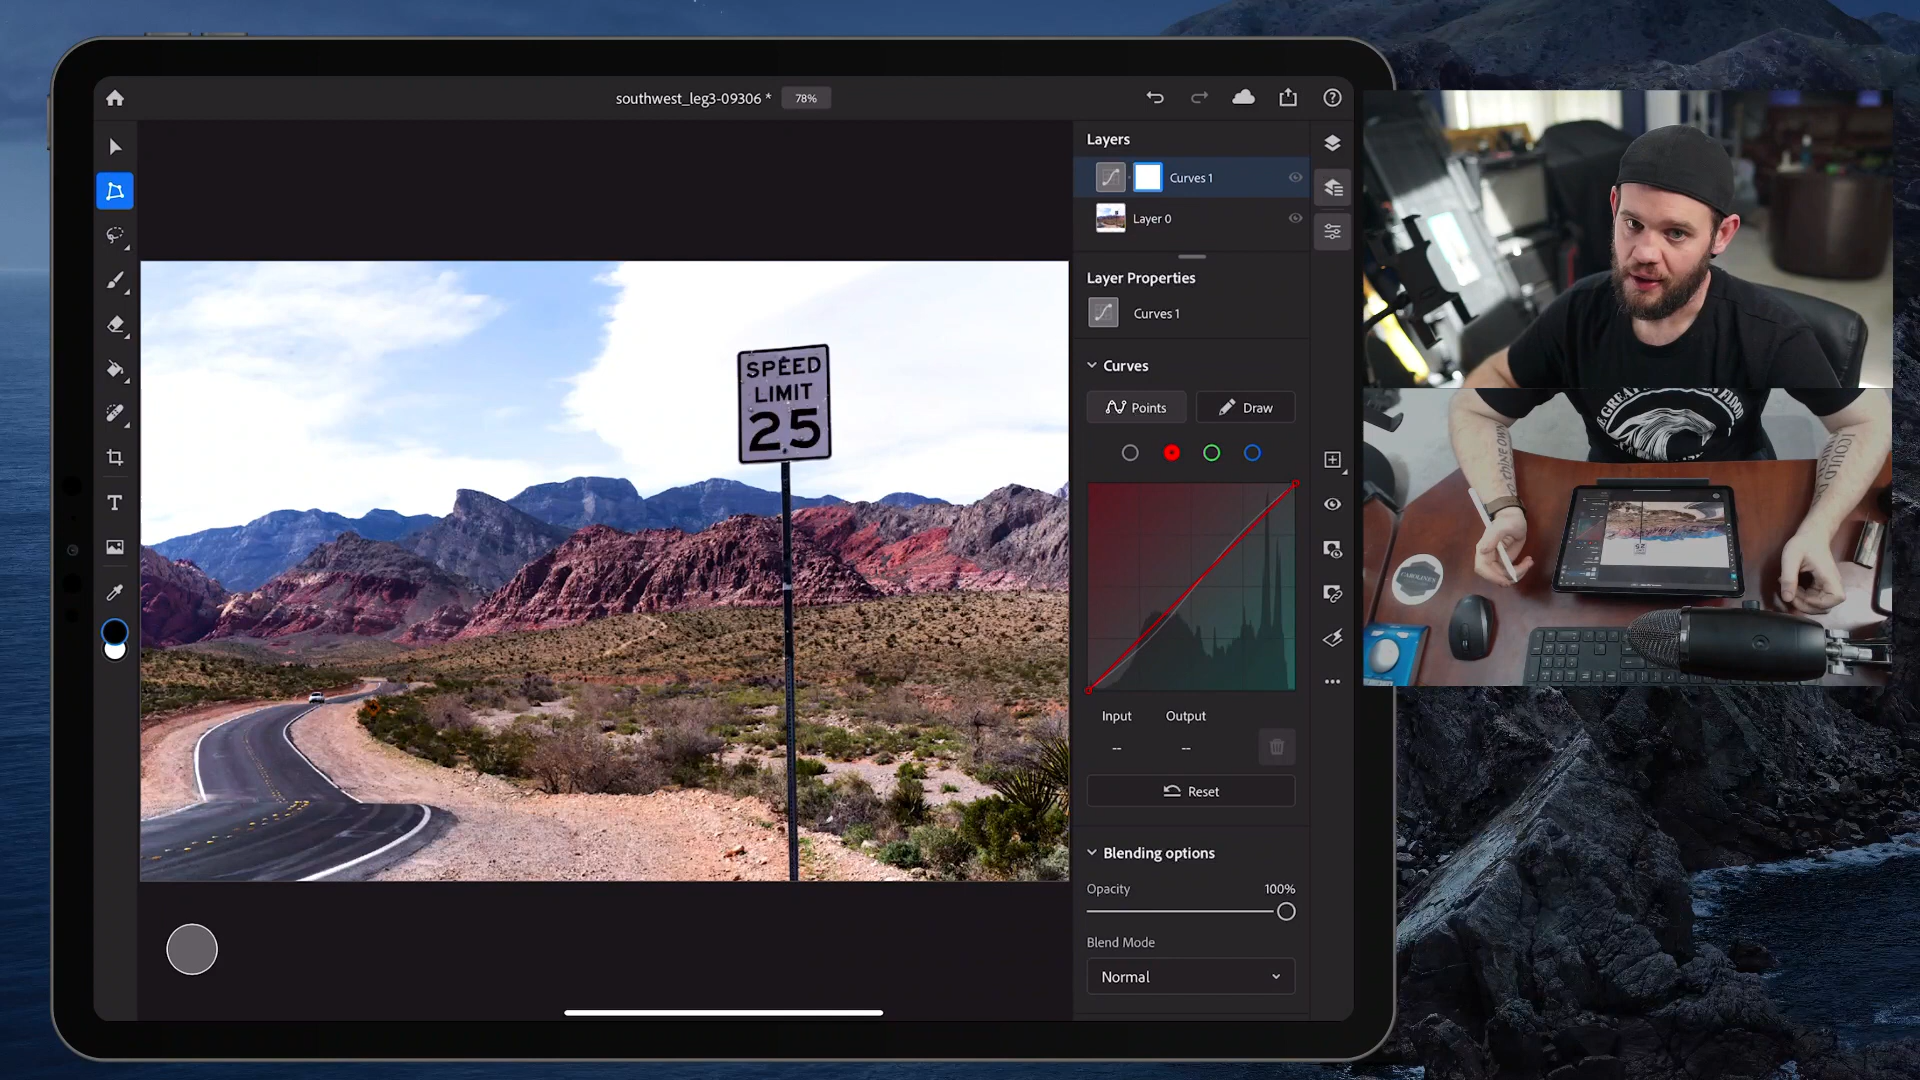 southwest_leg3-09306 *
78%
Layers
Curves 1
Layer 0
Layer Properties
Curves 1
Curves
Points
Draw
Input
Output
--
--
Reset
Blending options
Opacity
100%
Blend Mode
Normal
T
SPEED
LIMIT
25